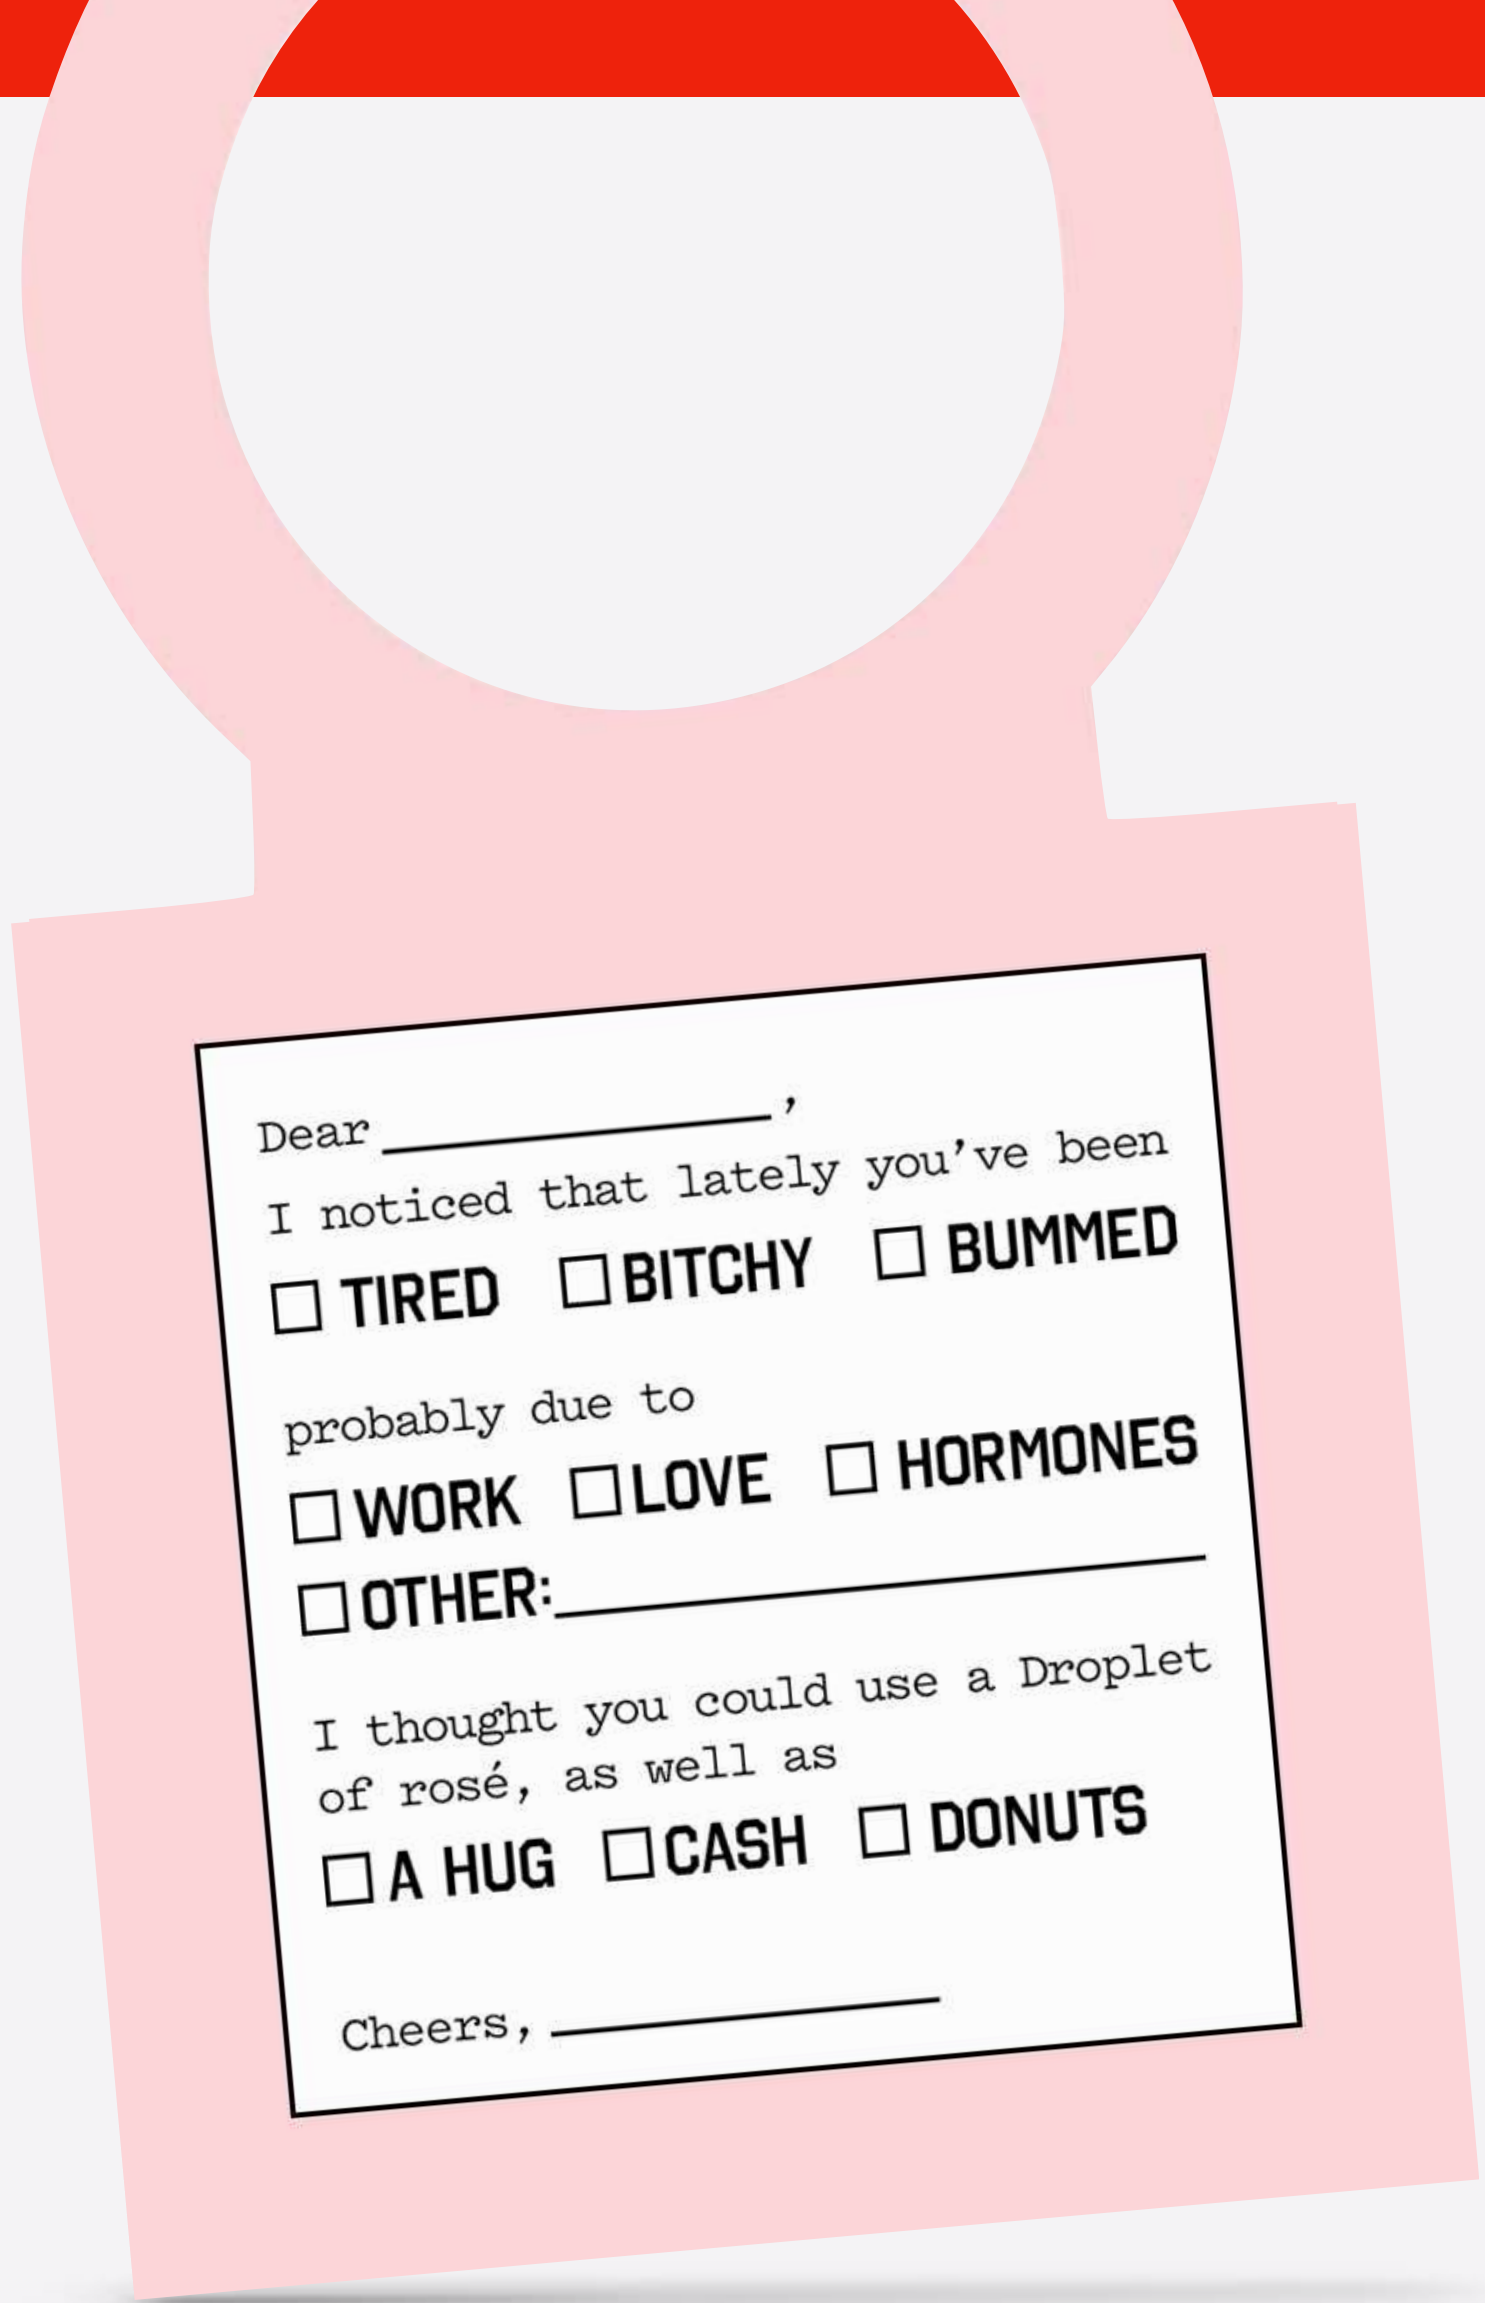 Dear ____________,
I noticed that lately you’ve been
☐ TIRED ☐ BITCHY ☐ BUMMED
probably due to
☐ WORK ☐ LOVE ☐ HORMONES
☐ OTHER:____________________
I thought you could use a Droplet
of rosé, as well as
☐ A HUG ☐ CASH ☐ DONUTS
Cheers, ____________